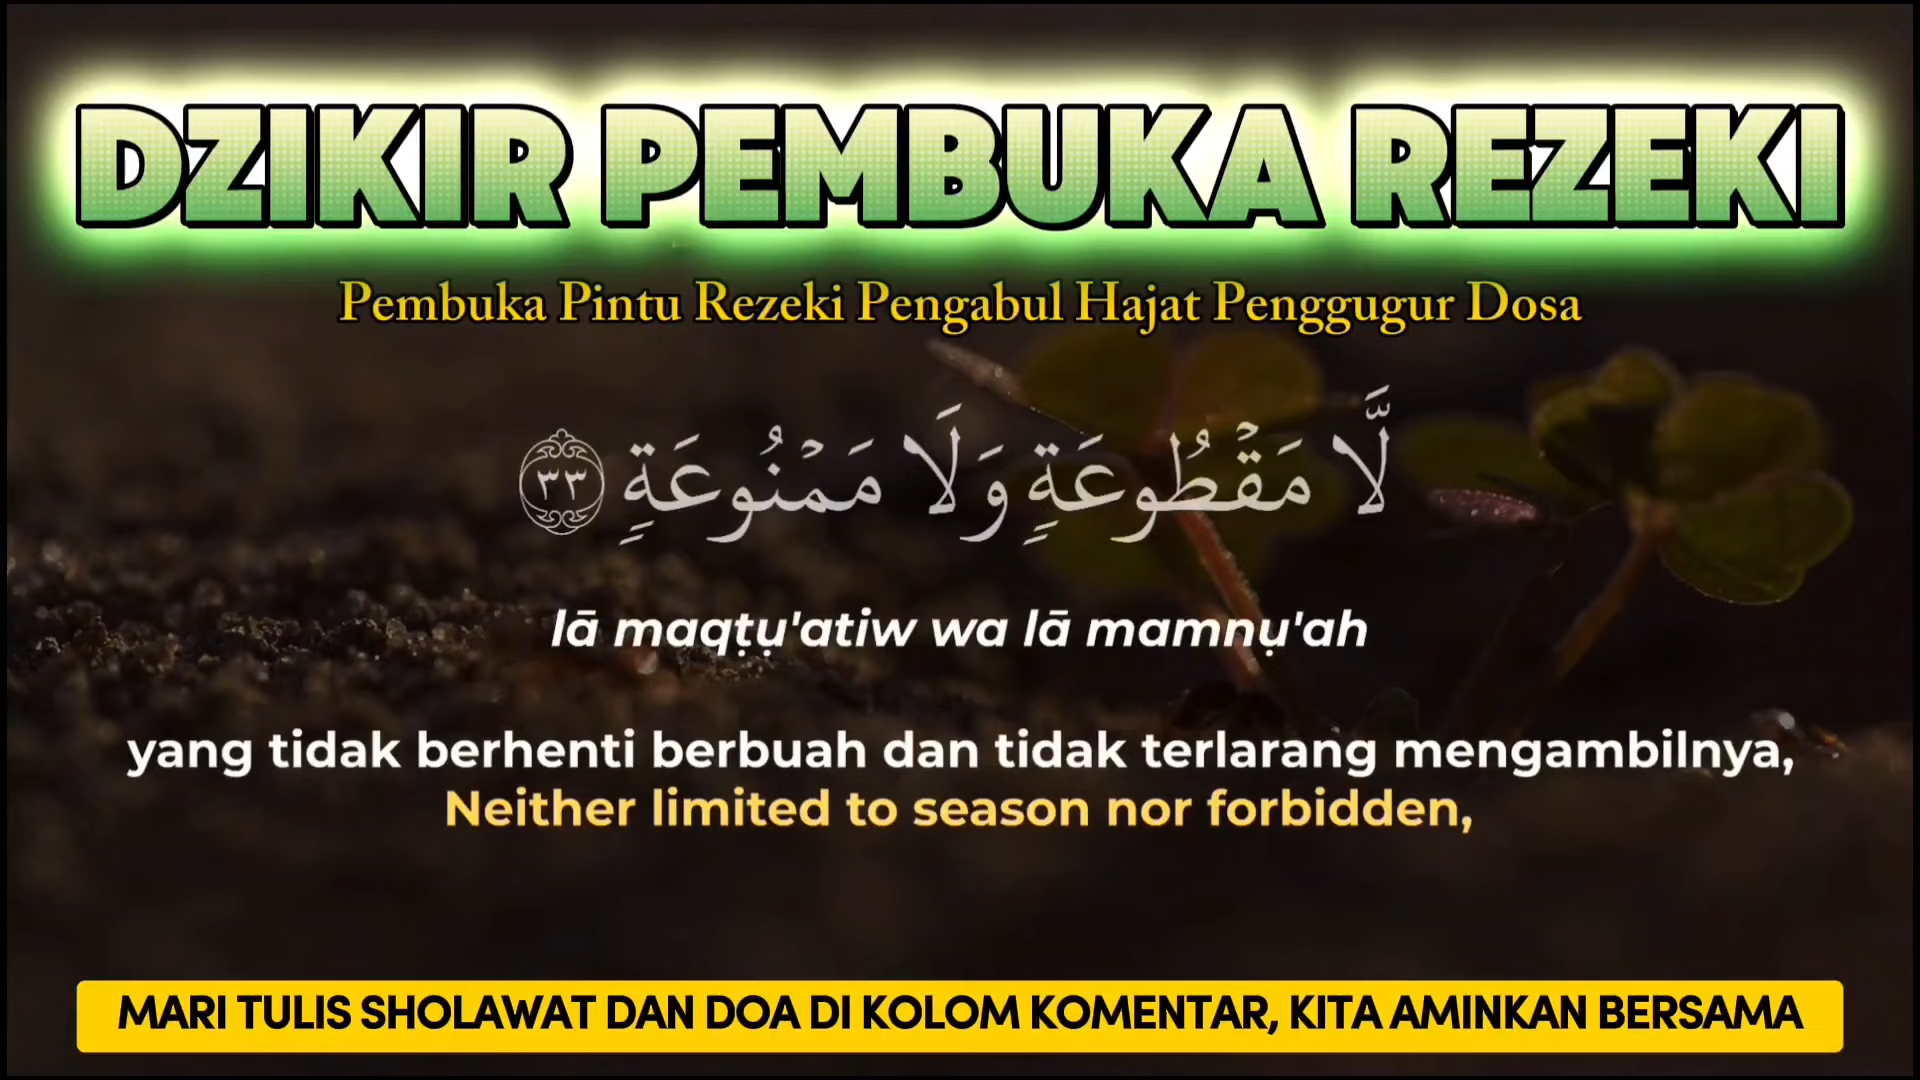 DZIKIR PEMBUKA REZEKI
Pembuka Pintu Rezeki Pengabul Hajat Penggugur Dosa
لَّا مَقْطُوعَةٍ وَلَا مَمْنُوعَةٍ ٣٣
lā maqṭụ'atiw wa lā mamnụ'ah
yang tidak berhenti berbuah dan tidak terlarang mengambilnya,
Neither limited to season nor forbidden,
MARI TULIS SHOLAWAT DAN DOA DI KOLOM KOMENTAR, KITA AMINKAN BERSAMA